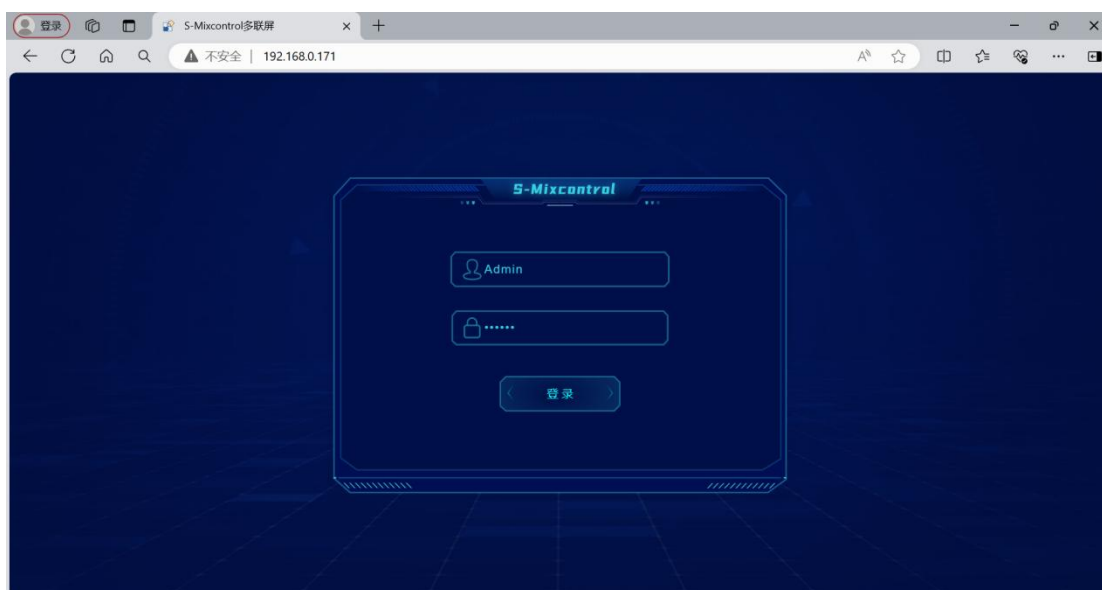 登录
S-Mixcontrol多联屏
不安全 | 192.168.0.171
S-Mixcontrol
Admin
••••••
登录